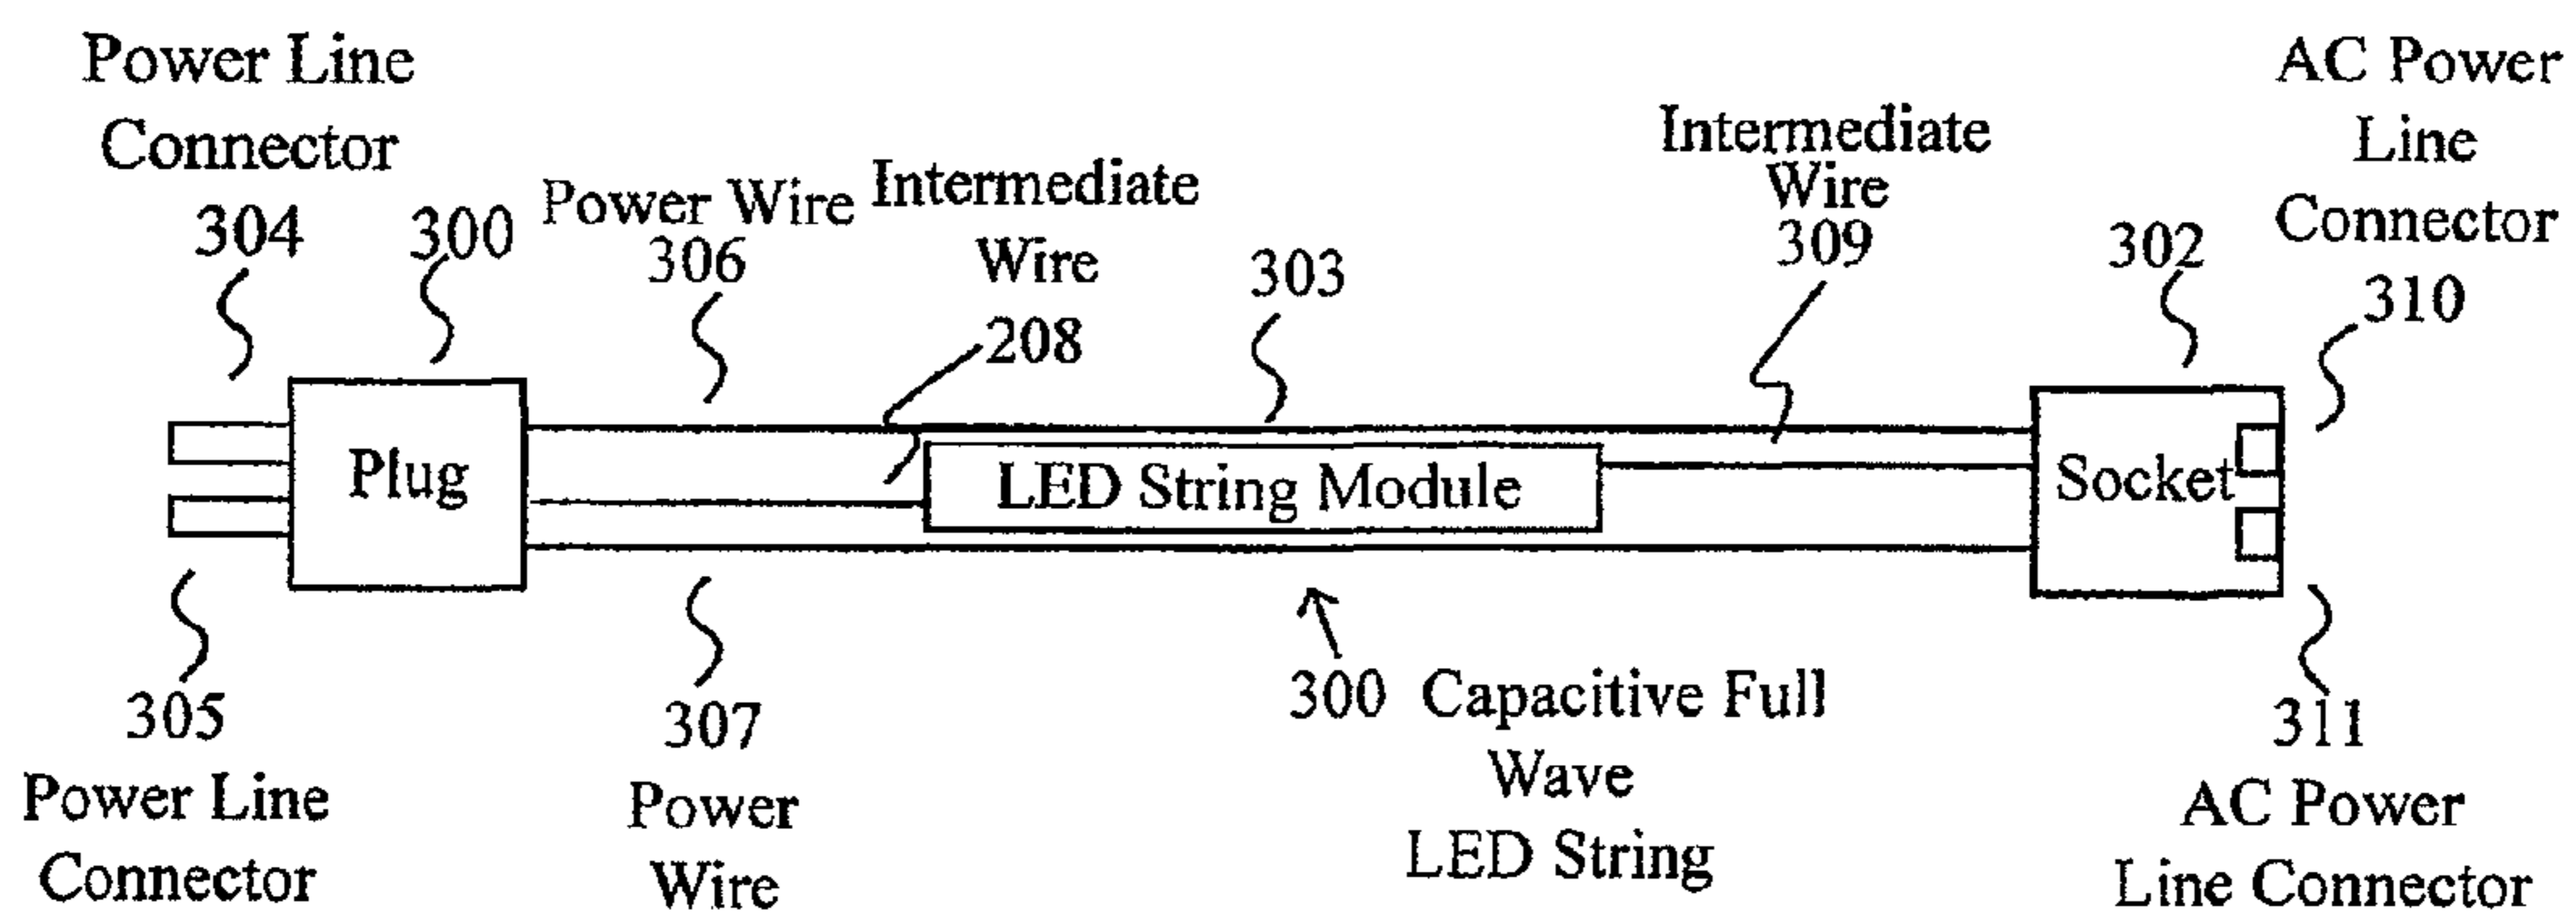 Power Line
Connector
304
300
Power Wire
306
Intermediate
Wire
208
303
Intermediate
Wire
309
302
AC Power
Line
Connector
310
Plug
LED String Module
Socket
305
Power Line
Connector
307
Power
Wire
300 Capacitive Full
Wave
LED String
311
AC Power
Line Connector